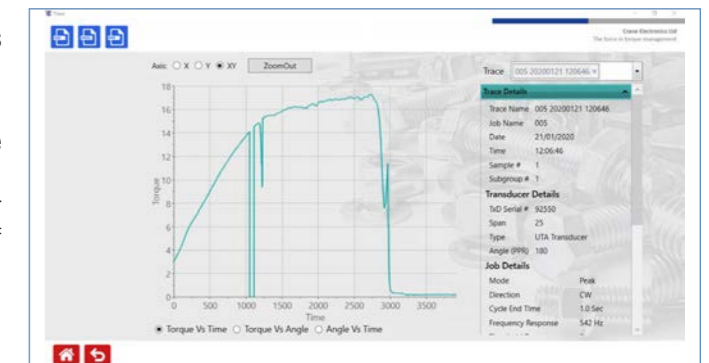 Trace
Crane Electronics Ltd
The force in torque management
Axis: X Y XY ZoomOut
Trace 005 20200121 120646
Trace Details
Trace Name 005 20200121 120646
Job Name 005
Date 21/01/2020
Time 12:06:46
Sample # 1
Subgroup # 1
Transducer Details
TxD Serial # 92550
Span 25
Type UTA Transducer
Angle (PPR) 180
Job Details
Mode Peak
Direction CW
Cycle End Time 1.0 Sec
Frequency Response 542 Hz
Torque
18
16
14
12
10
8
6
4
2
0
0 500 1000 1500 2000 2500 3000 3500
Time
Torque Vs Time Torque Vs Angle Angle Vs Time